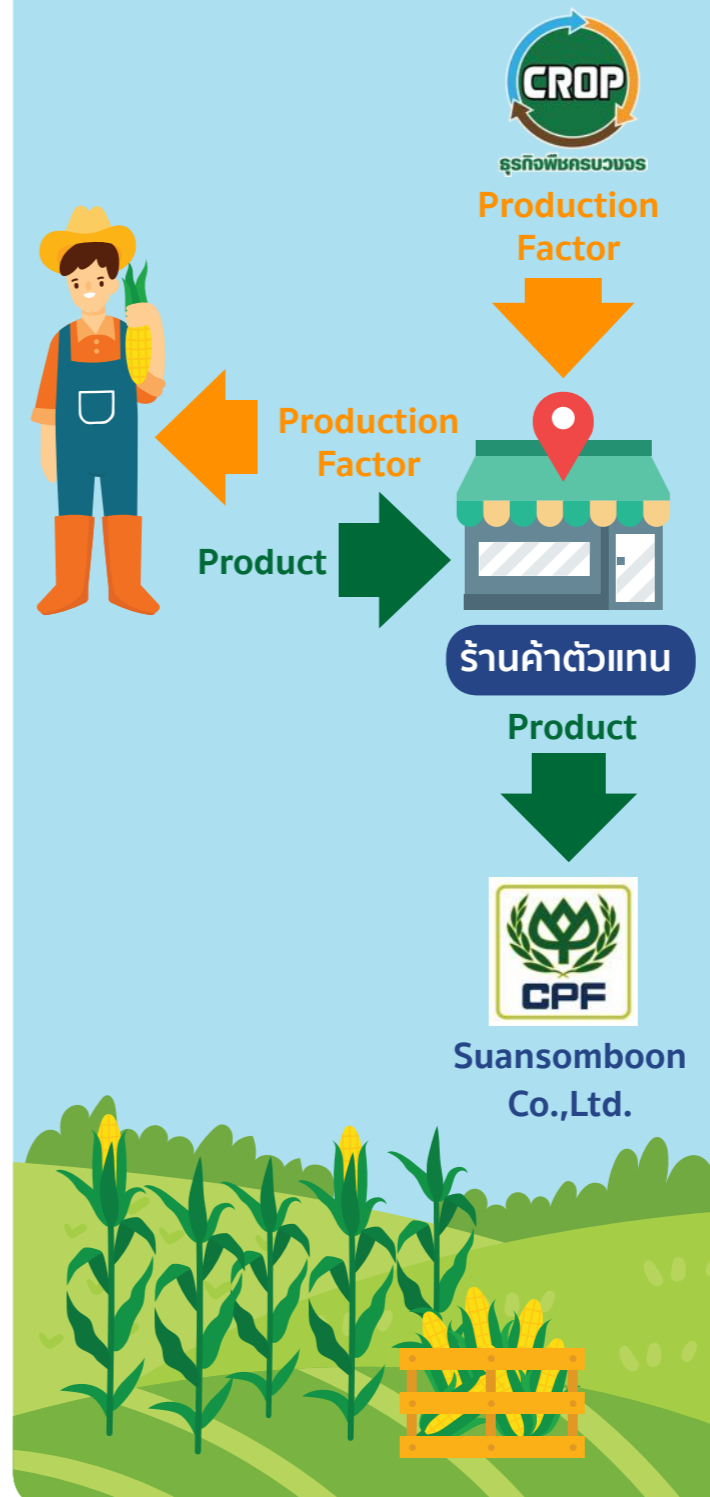 CROP
ธุรกิจพืชครบวงจร
Production
Factor
Production
Factor
Product
ร้านค้าตัวแทน
Product
CPF
Suansomboon
Co.,Ltd.